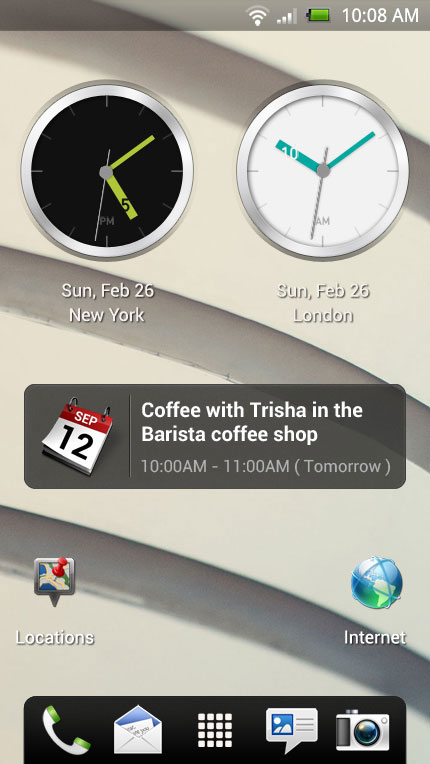 10:08 AM
5
PM
10
AM
Sun, Feb 26
New York
Sun, Feb 26
London
SEP
12
Coffee with Trisha in the
Barista coffee shop
10:00AM - 11:00AM ( Tomorrow )
Locations
Internet